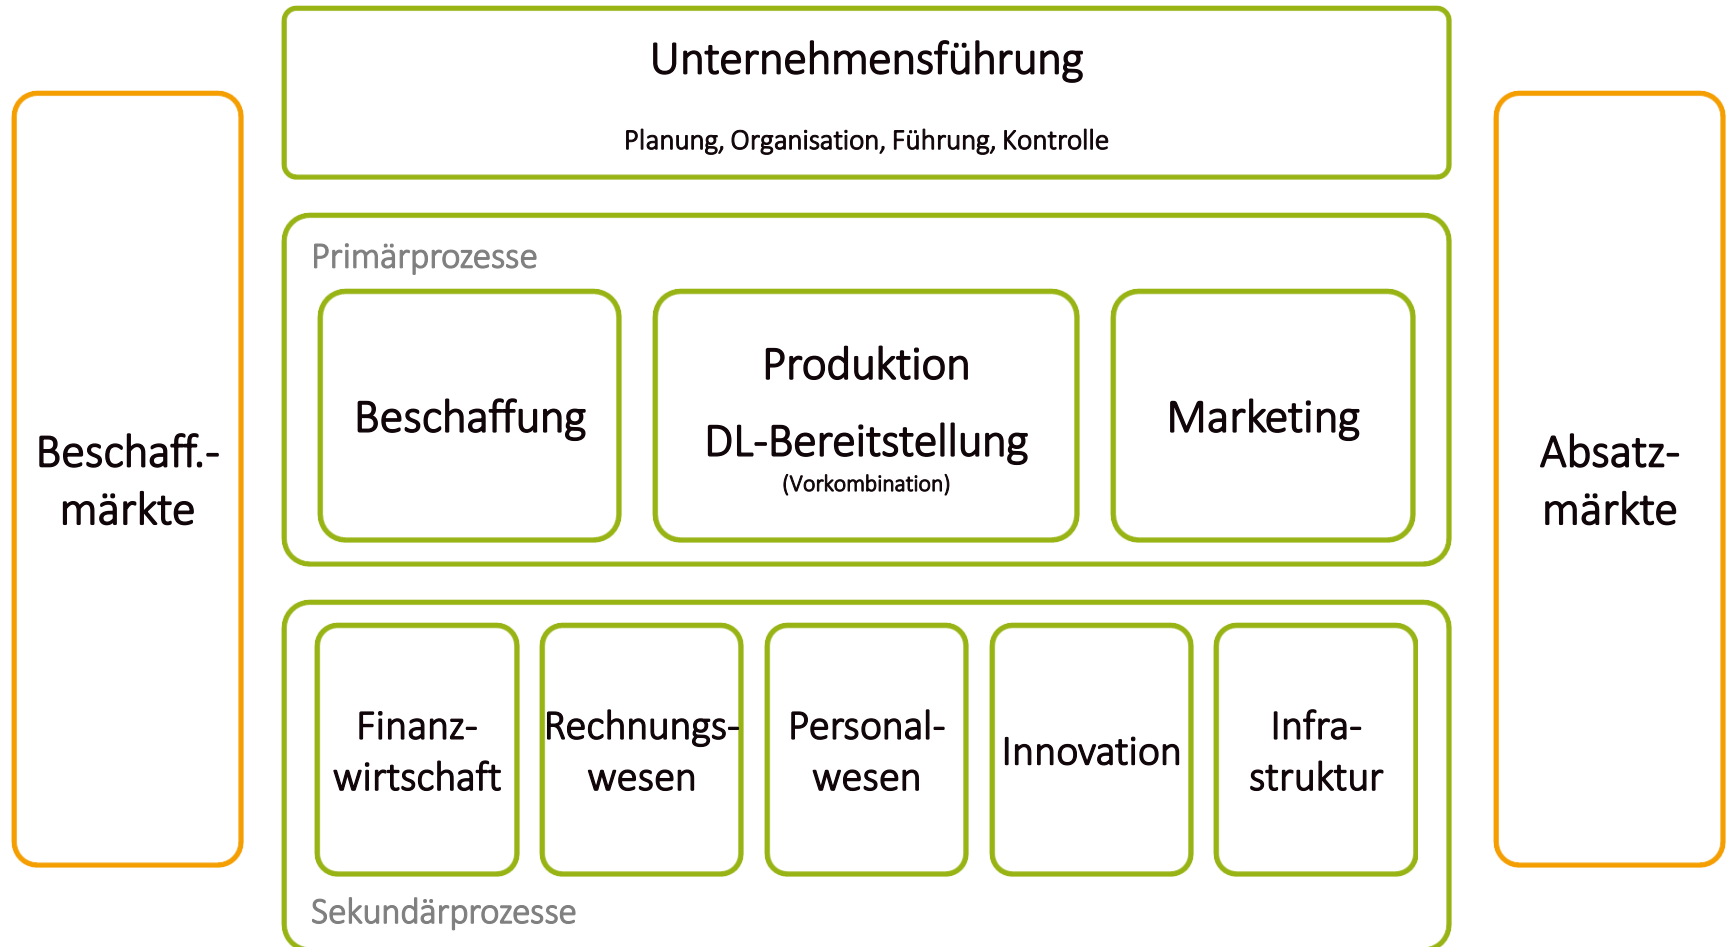 Unternehmensführung
Planung, Organisation, Führung, Kontrolle
Beschaff.-
märkte
Primärprozesse
Beschaffung
Produktion
DL-Bereitstellung
(Vorkombination)
Marketing
Absatz-
märkte
Finanz-
wirtschaft
Rechnungs-
wesen
Personal-
wesen
Innovation
Infra-
struktur
Sekundärprozesse